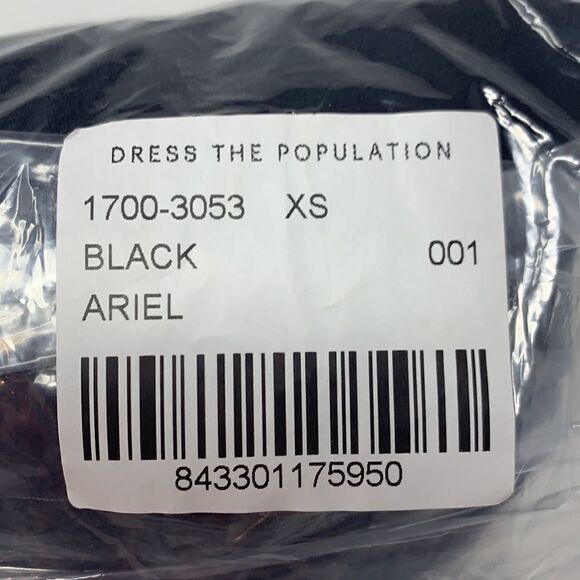 DRESS THE POPULATION
1700-3053 XS
BLACK 001
ARIEL
843301175950